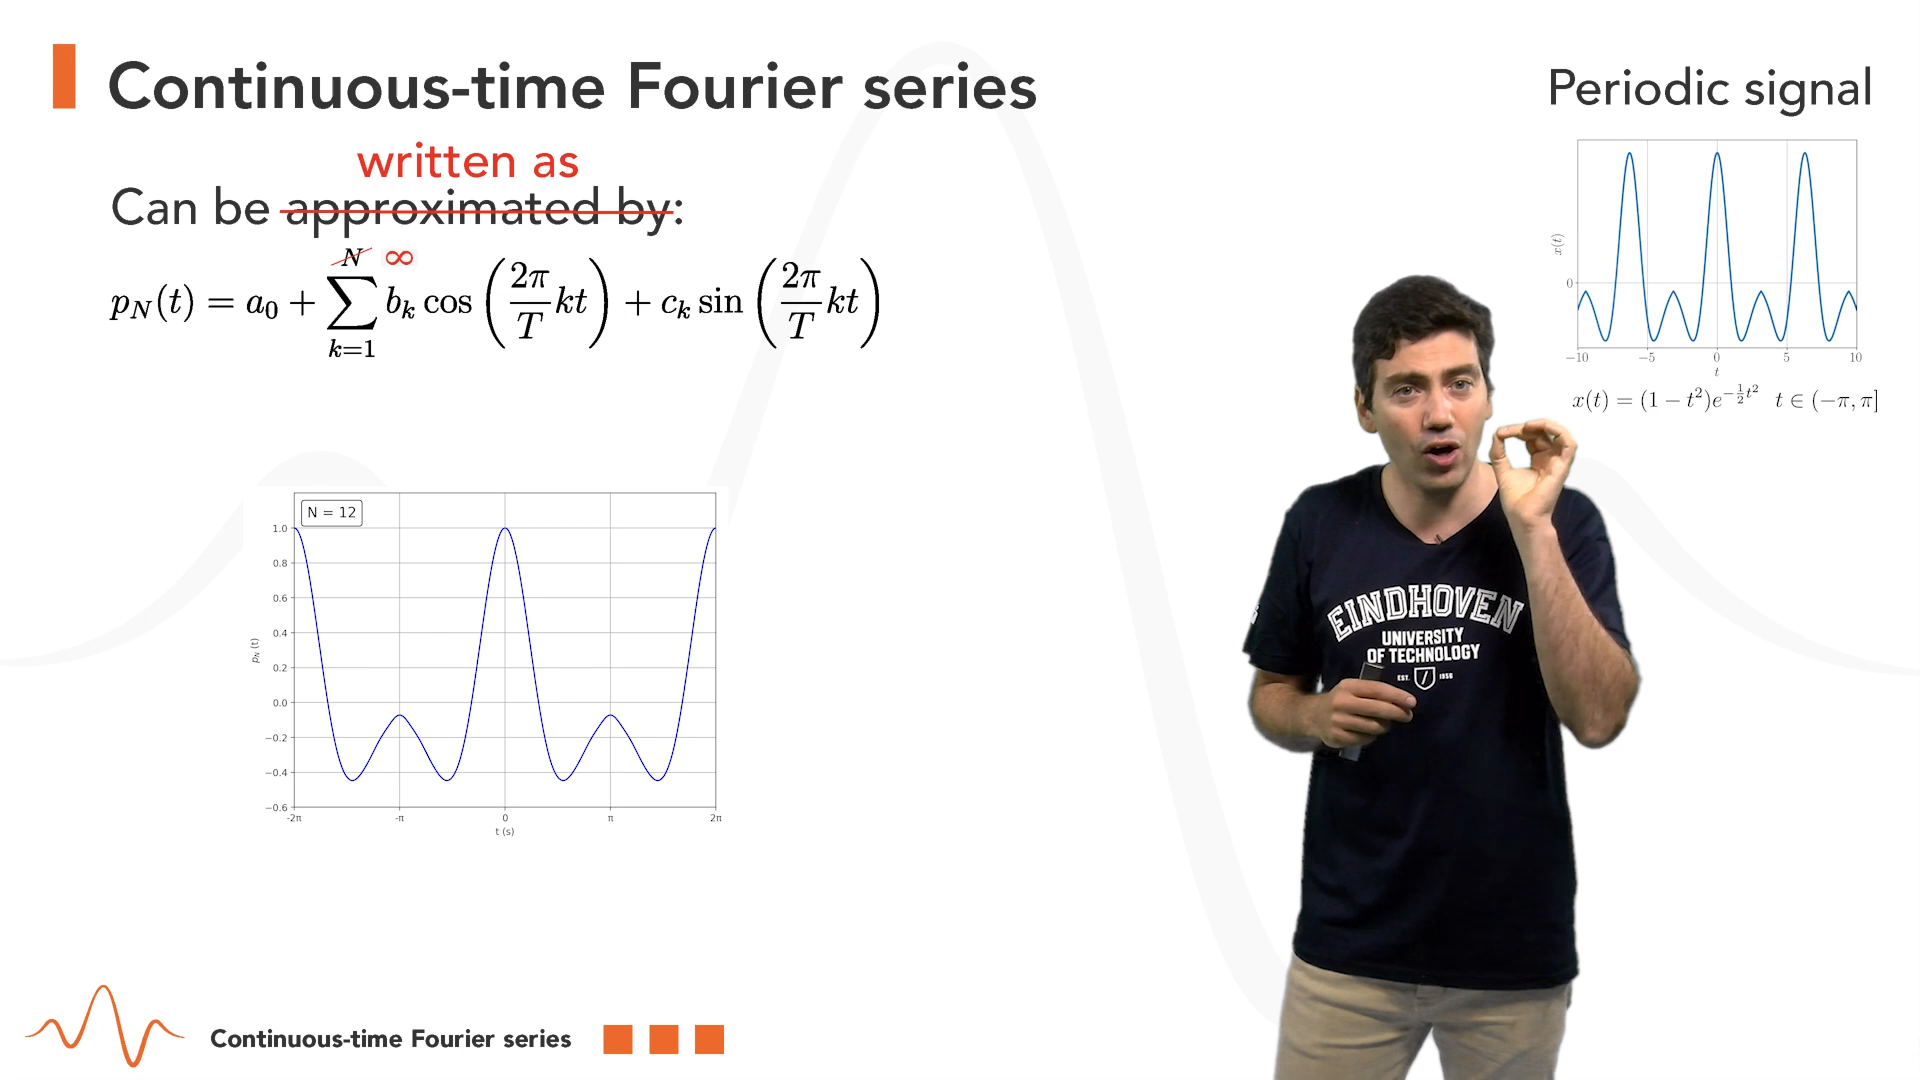 Continuous-time Fourier series
Periodic signal
written as
Can be approximated by:
N ∞
p_N(t) = a_0 + ∑ b_k cos (2π/T kt) + c_k sin (2π/T kt)
k=1
x(t)
0
−10 −5 0 5 10
t
x(t) = (1 − t²)e^{−½t²} t ∈ (−π, π]
N = 12
1.0
0.8
0.6
0.4
0.2
0.0
−0.2
−0.4
−0.6
p_N (t)
-2π -π 0 π 2π
t (s)
EINDHOVEN
UNIVERSITY
OF TECHNOLOGY
EST. 1956
Continuous-time Fourier series